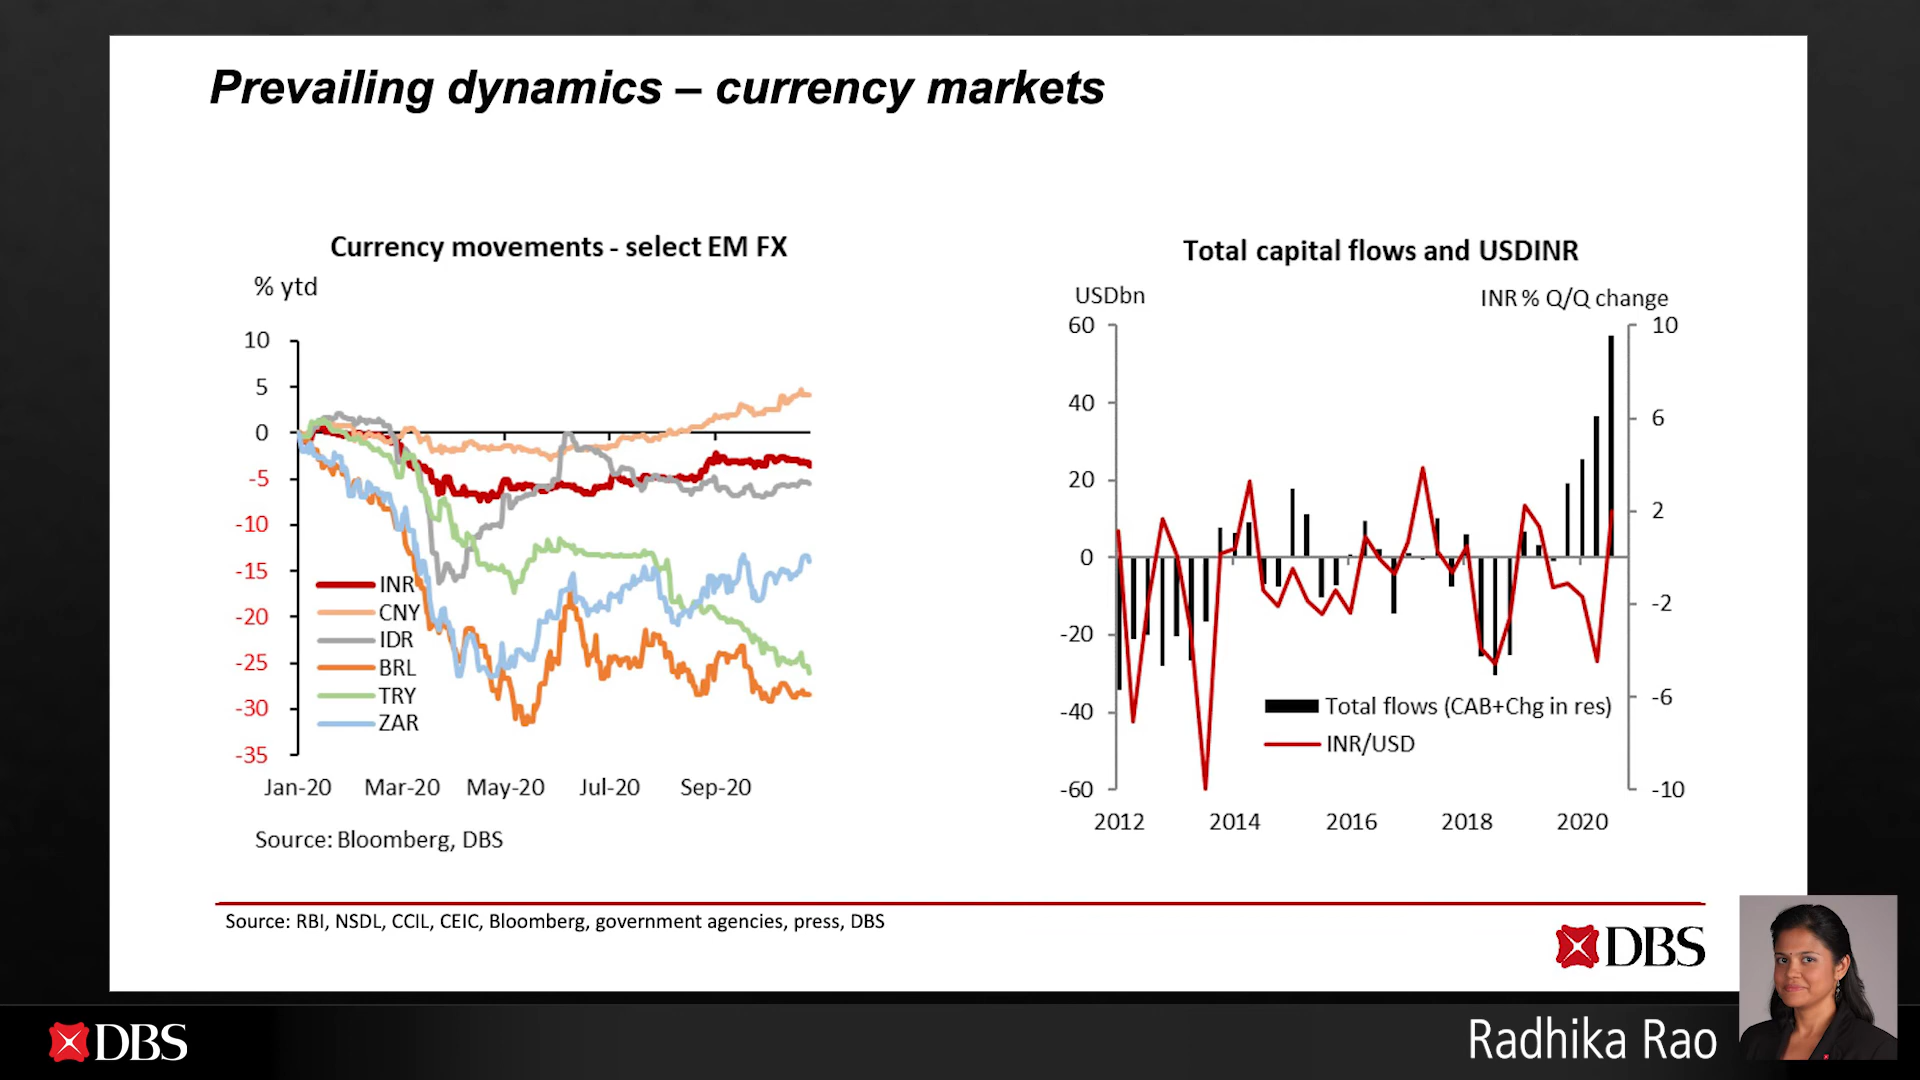 Prevailing dynamics – currency markets
Currency movements - select EM FX
% ytd
10
5
0
-5
-10
-15
-20
-25
-30
-35
INR
CNY
IDR
BRL
TRY
ZAR
Jan-20 Mar-20 May-20 Jul-20 Sep-20
Source: Bloomberg, DBS
Total capital flows and USDINR
USDbn
INR % Q/Q change
60
40
20
0
-20
-40
-60
10
6
2
-2
-6
-10
Total flows (CAB+Chg in res)
INR/USD
2012 2014 2016 2018 2020
Source: RBI, NSDL, CCIL, CEIC, Bloomberg, government agencies, press, DBS
DBS
DBS
Radhika Rao